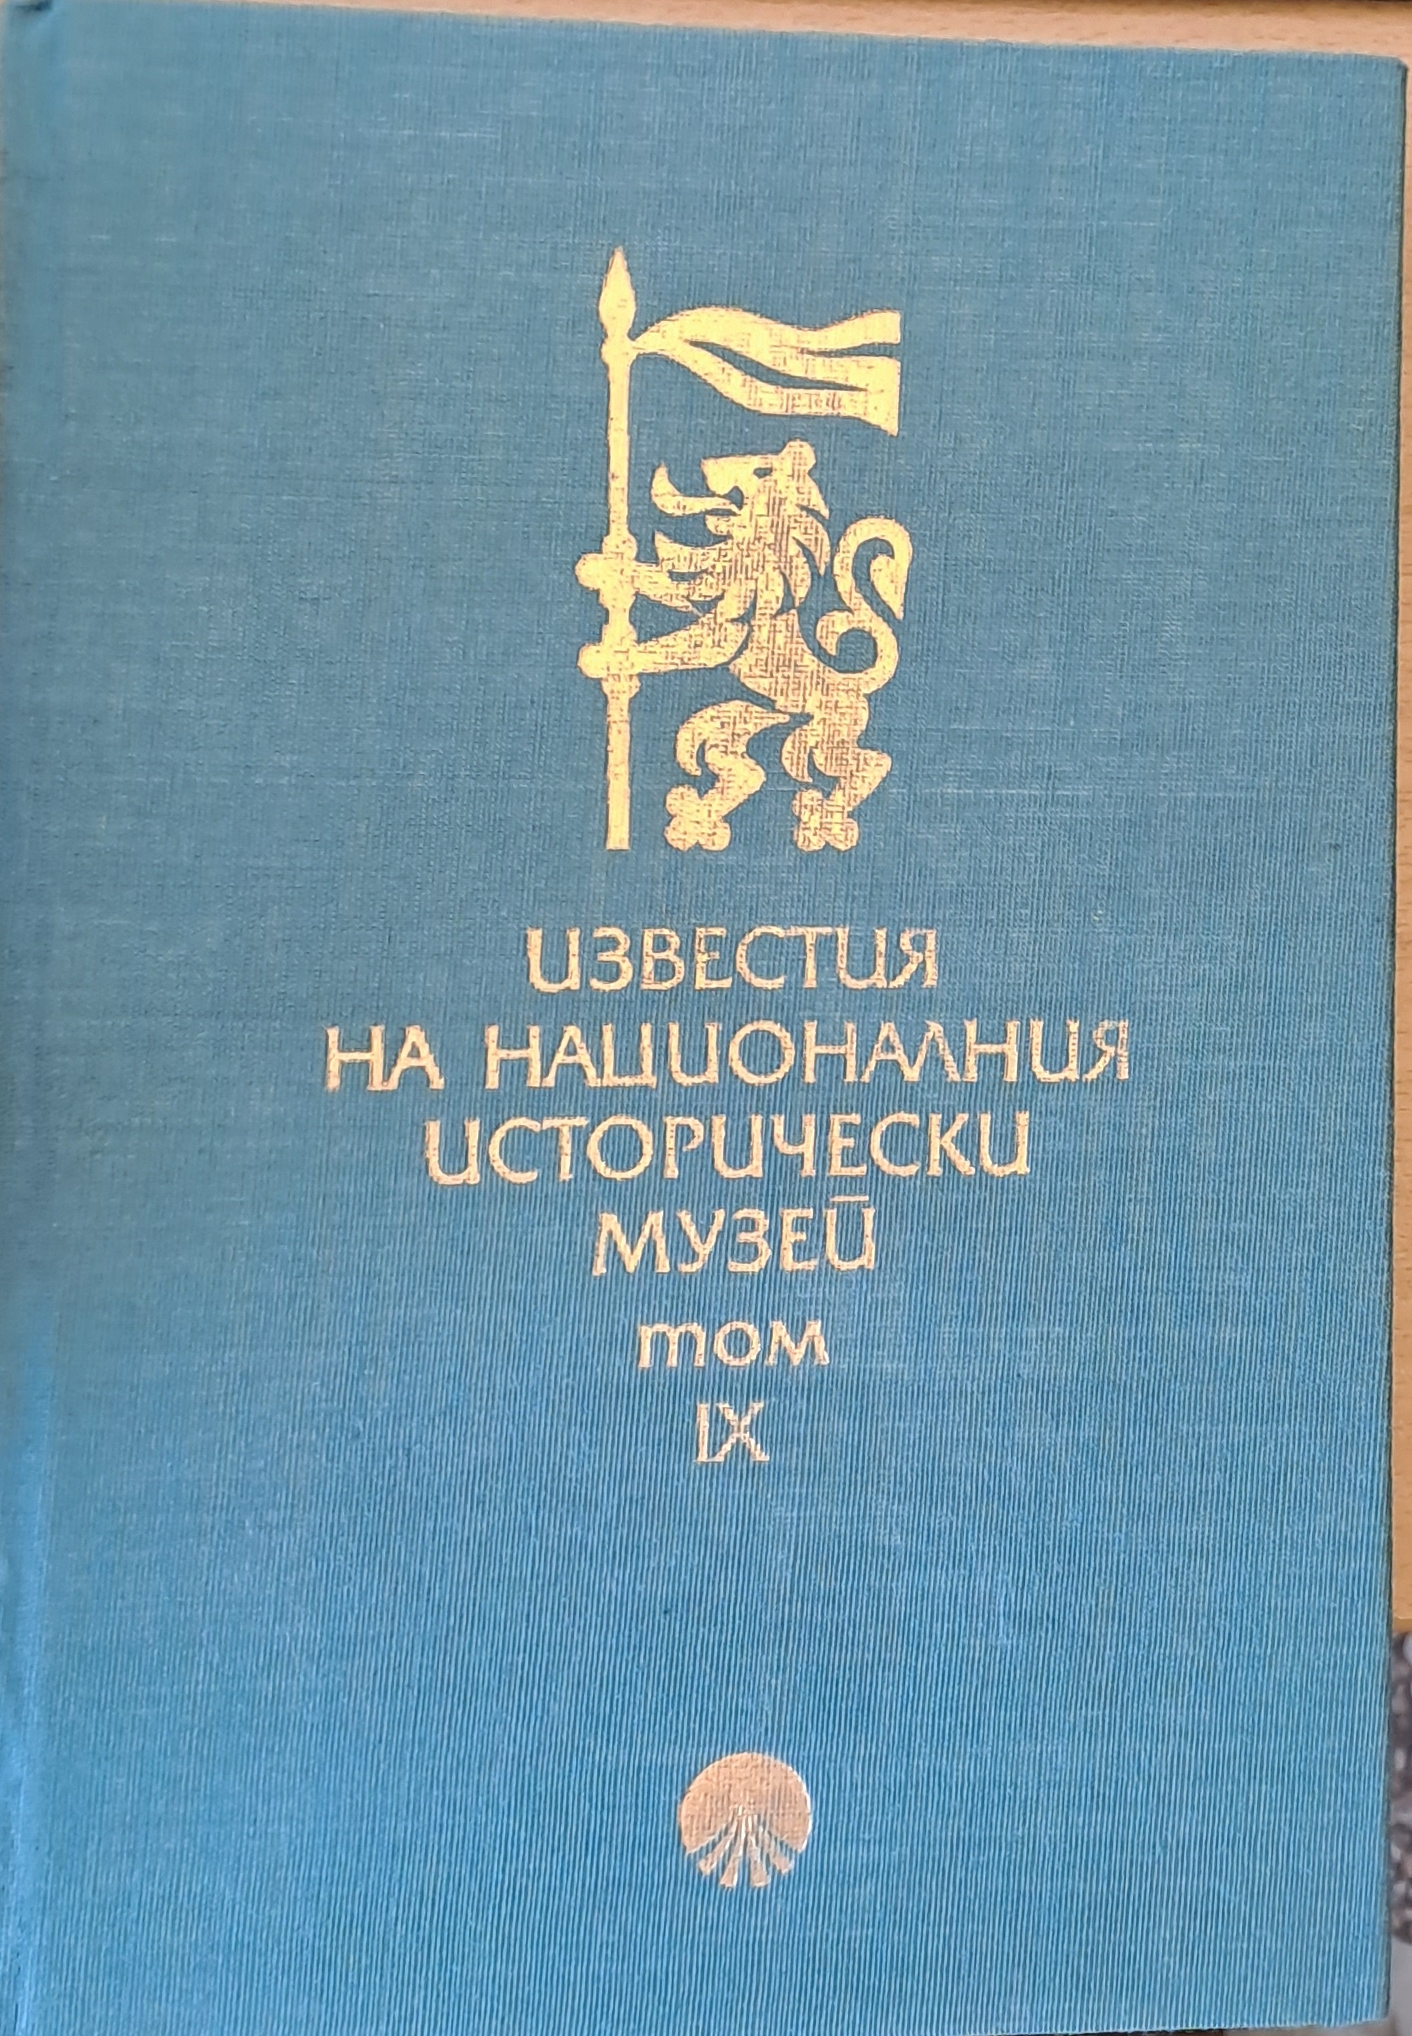 ИЗВЕСТИЯ
НА НАЦИОНАЛНИЯ
ИСТОРИЧЕСКИ
МУЗЕЙ
том
IX